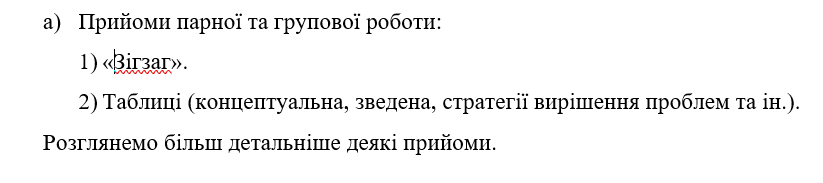 а) Прийоми парної та групової роботи:
1) «Зігзаг».
2) Таблиці (концептуальна, зведена, стратегії вирішення проблем та ін.).
Розглянемо більш детальніше деякі прийоми.